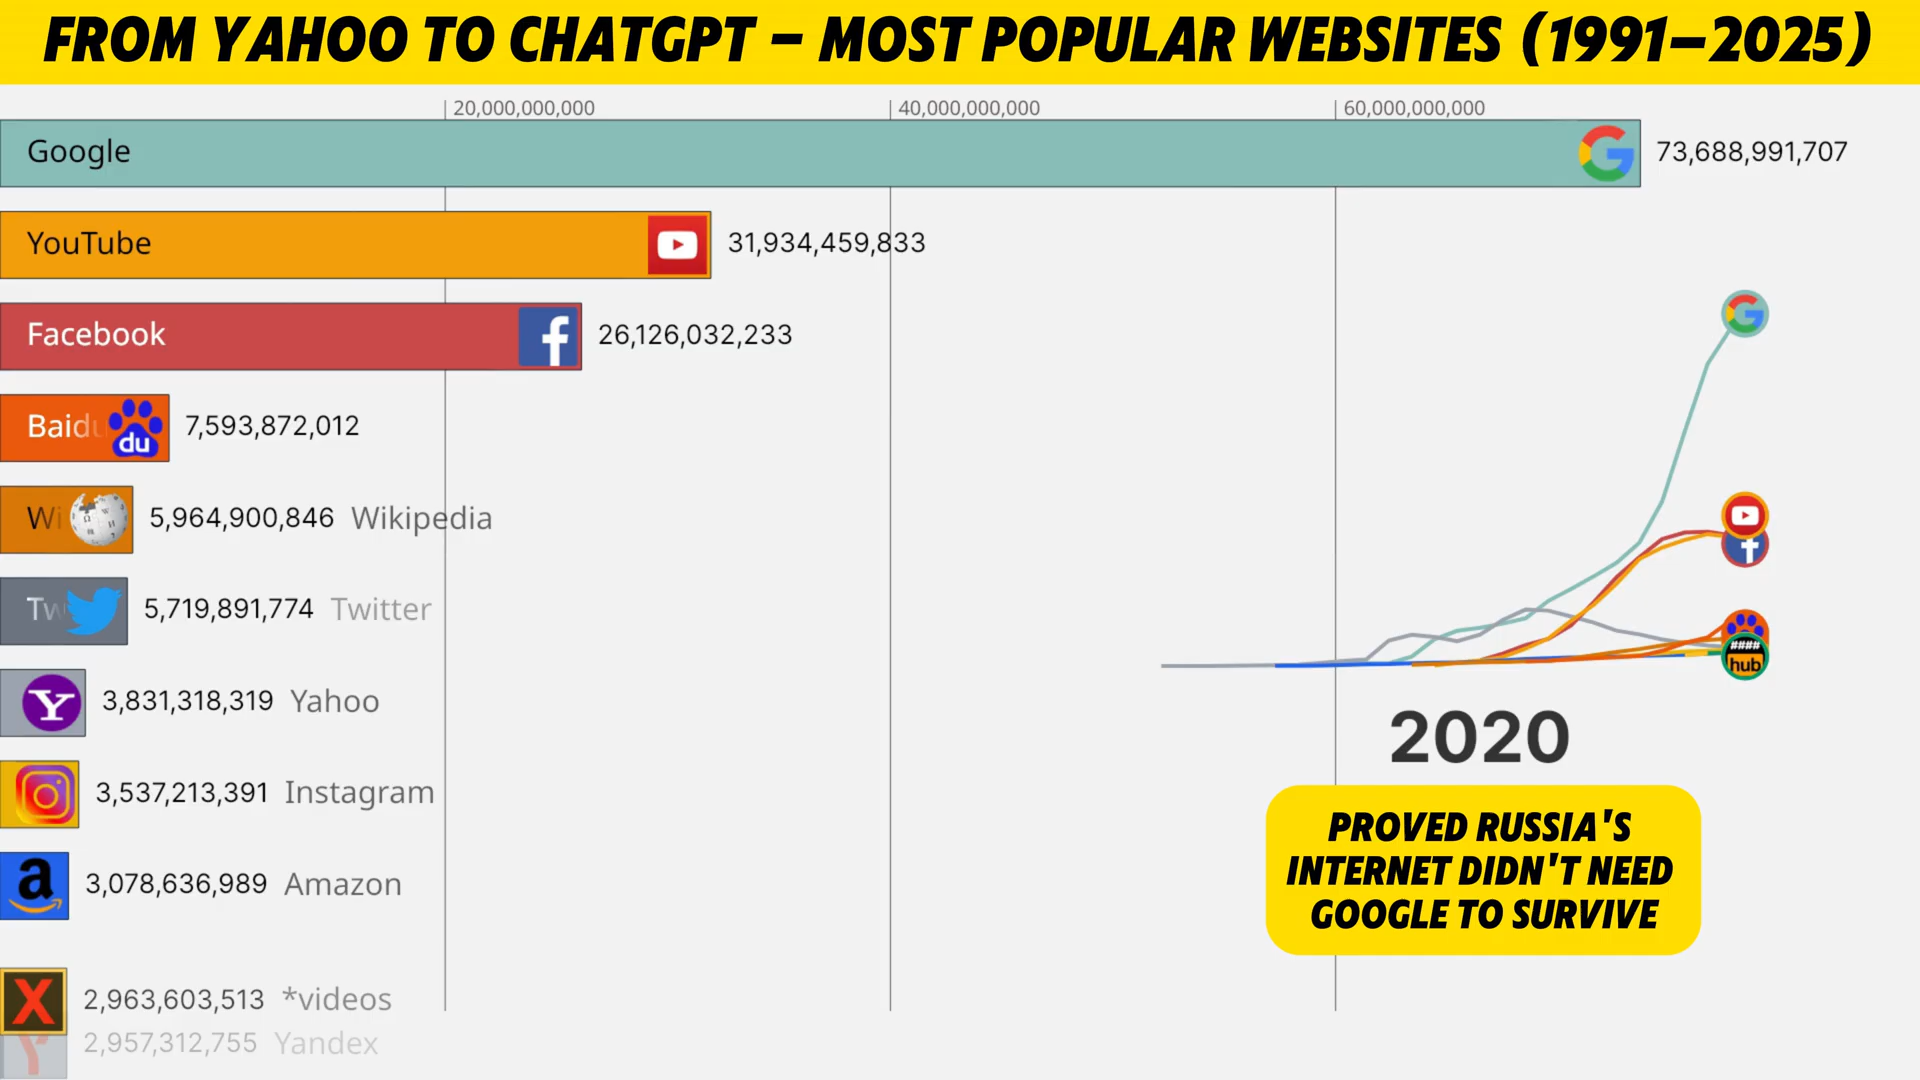 FROM YAHOO TO CHATGPT – MOST POPULAR WEBSITES (1991–2025)
20,000,000,000 40,000,000,000 60,000,000,000
Google 73,688,991,707
YouTube 31,934,459,833
Facebook 26,126,032,233
Baidu du 7,593,872,012
Wi 5,964,900,846 Wikipedia
Tw 5,719,891,774 Twitter
Y 3,831,318,319 Yahoo
3,537,213,391 Instagram
a 3,078,636,989 Amazon
X 2,963,603,513 *videos
Y 2,957,312,755 Yandex
####
hub
2020
PROVED RUSSIA'S
INTERNET DIDN'T NEED
GOOGLE TO SURVIVE